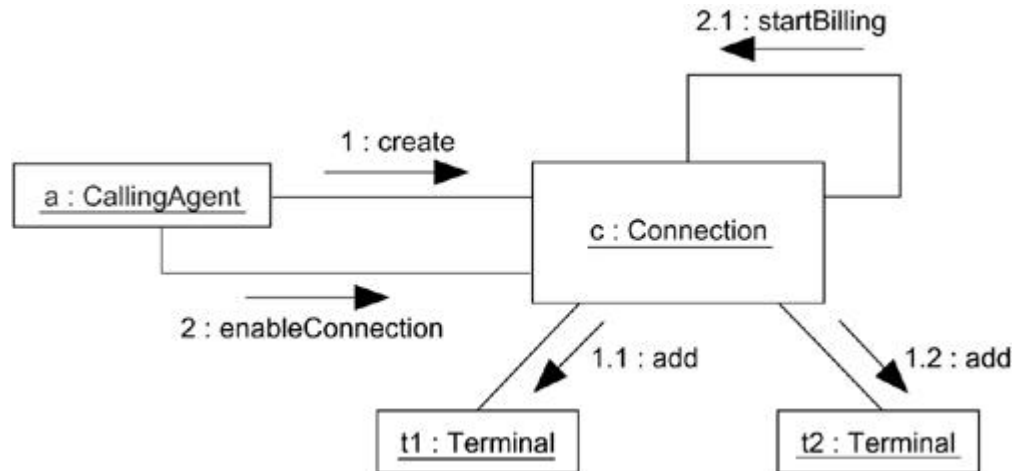 2.1 : startBilling
1 : create
a : CallingAgent
c : Connection
2 : enableConnection
1.1 : add
1.2 : add
t1 : Terminal
t2 : Terminal